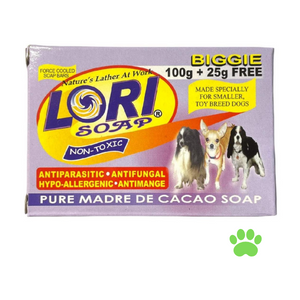 FORCE COOLED
SOAP BARS
Nature's Lather At Work
LORI
SOAP®
NON-TOXIC
BIGGIE
100g + 25g FREE
MADE SPECIALLY
FOR SMALLER,
TOY BREED DOGS
ANTIPARASITIC • ANTIFUNGAL
HYPO-ALLERGENIC • ANTIMANGE
PURE MADRE DE CACAO SOAP